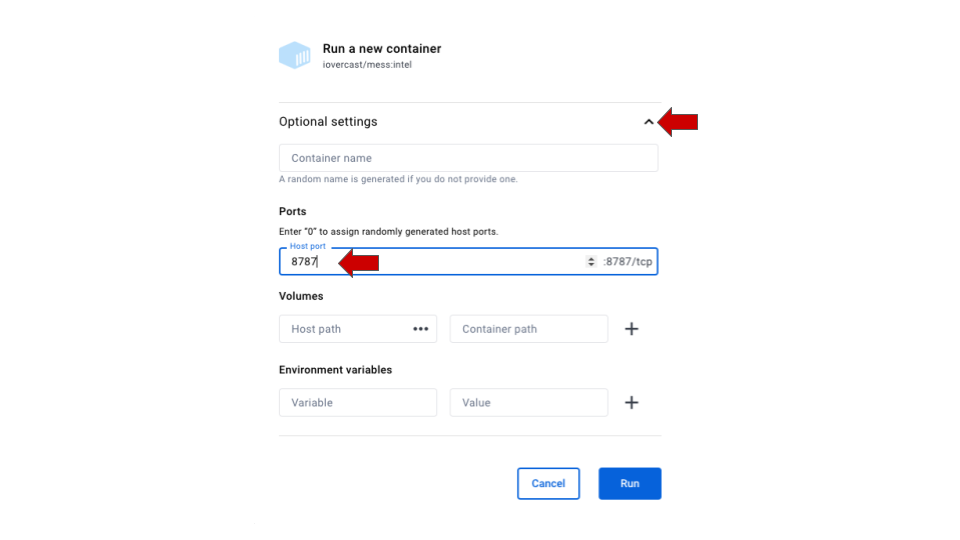 Run a new container
iovercast/mess:intel
Optional settings
Container name
A random name is generated if you do not provide one.
Ports
Enter "0" to assign randomly generated host ports.
Host port
8787 :8787/tcp
Volumes
Host path ••• Container path +
Environment variables
Variable Value +
Cancel Run